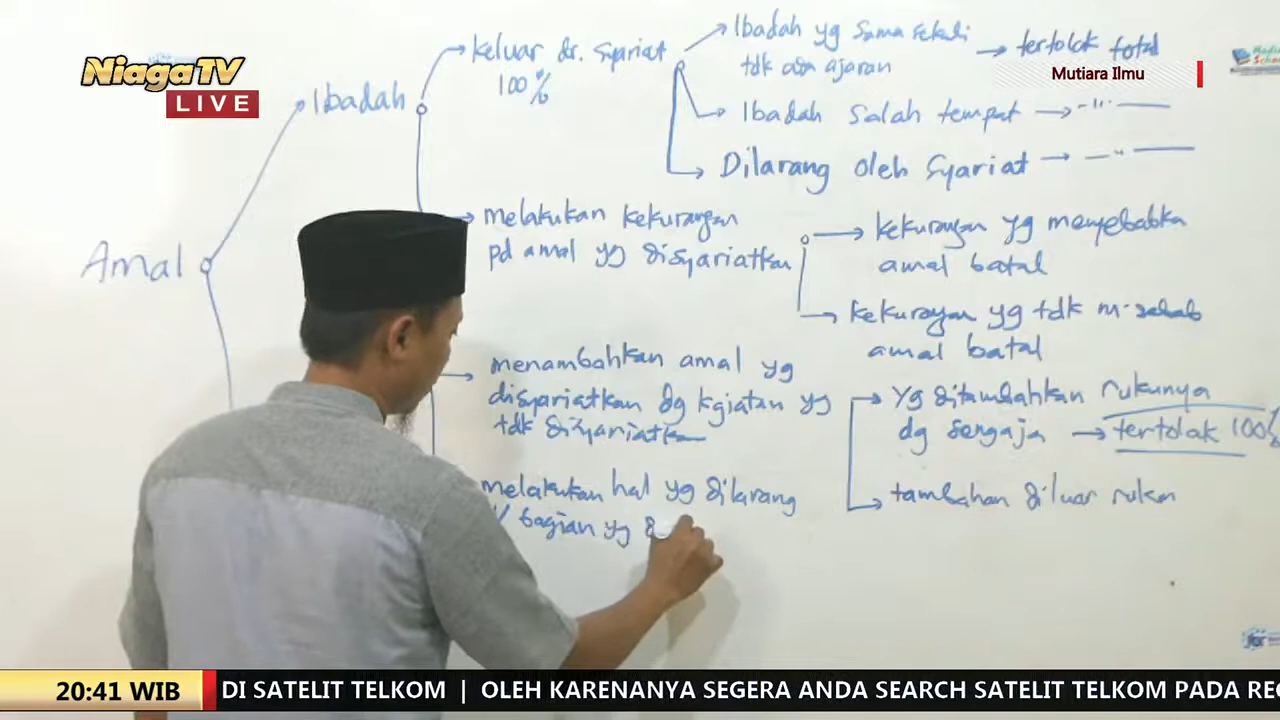 NiagaTV
LIVE
Mutiara Ilmu
Amal
Ibadah
keluar dr. Syariat
100%
Ibadah yg sama sekali
tdk ada ajaran
tertolak total
Ibadah salah tempat
Dilarang oleh Syariat
melakukan kekurangan
pd amal yg disyariatkan
kekurangan yg menyebabka
amal batal
kekurangan yg tdk m-sebab
amal batal
menambahkan amal yg
disyariatkan dg kgiatan yg
tdk disyariatkan
Yg ditambahkan rukunya
dg sengaja
tertolak 100%
tambahan diluar rukun
melakukan hal yg dilarang
bagian yg
20:41 WIB
DI SATELIT TELKOM | OLEH KARENANYA SEGERA ANDA SEARCH SATELIT TELKOM PADA REC